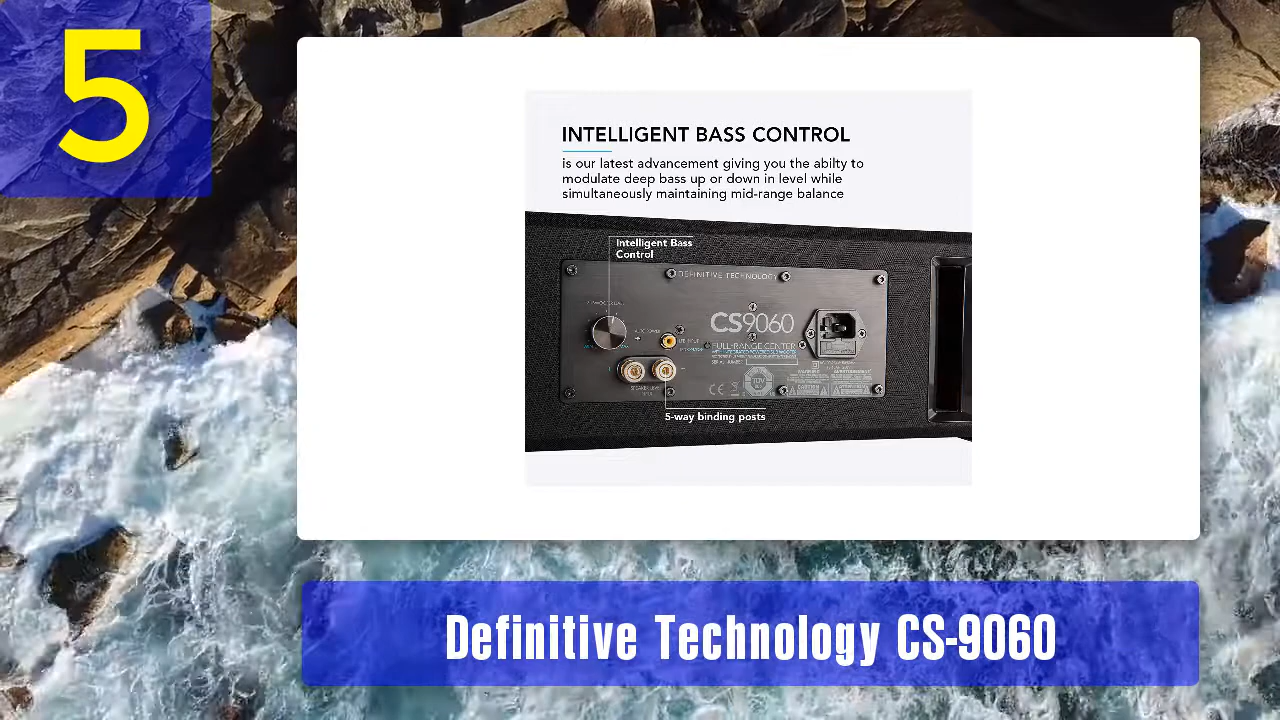 5
INTELLIGENT BASS CONTROL
is our latest advancement giving you the abilty to
modulate deep bass up or down in level while
simultaneously maintaining mid-range balance
Intelligent Bass
Control
DEFINITIVE TECHNOLOGY
CS9060
FULL-RANGE CENTER
5-way binding posts
Definitive Technology CS-9060